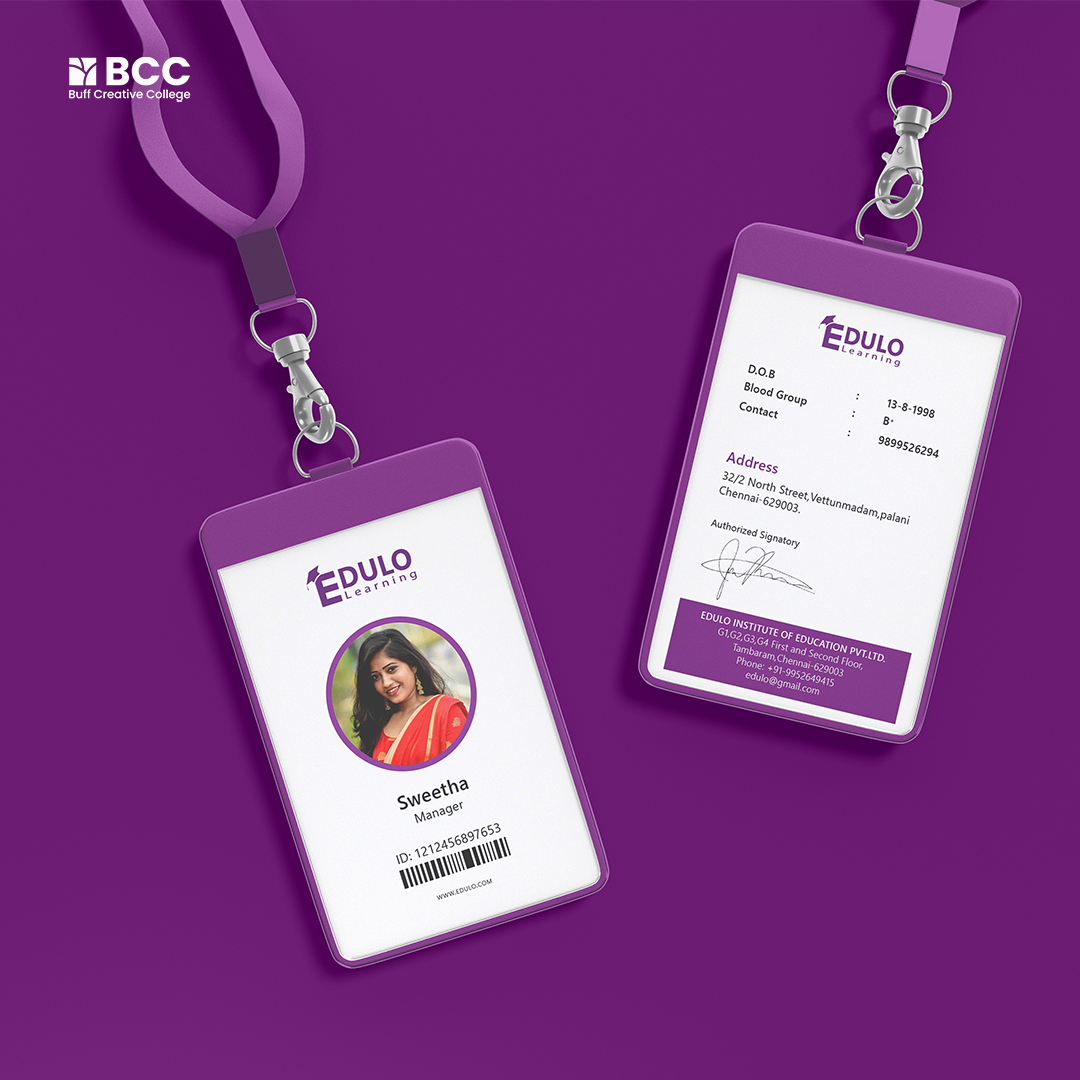 BCC
Buff Creative College
EDULO
Learning
Sweetha
Manager
ID: 1212456897653
WWW.EDULO.COM
EDULO
Learning
D.O.B : 13-8-1998
Blood Group : B+
Contact : 9899526294
Address
32/2 North Street,Vettunmadam,palani
Chennai-629003.
Authorized Signatory
EDULO INSTITUTE OF EDUCATION PVT.LTD.
G1,G2,G3,G4 First and Second Floor,
Tambaram,Chennai-629003
Phone: +91-9952649415
edulo@gmail.com